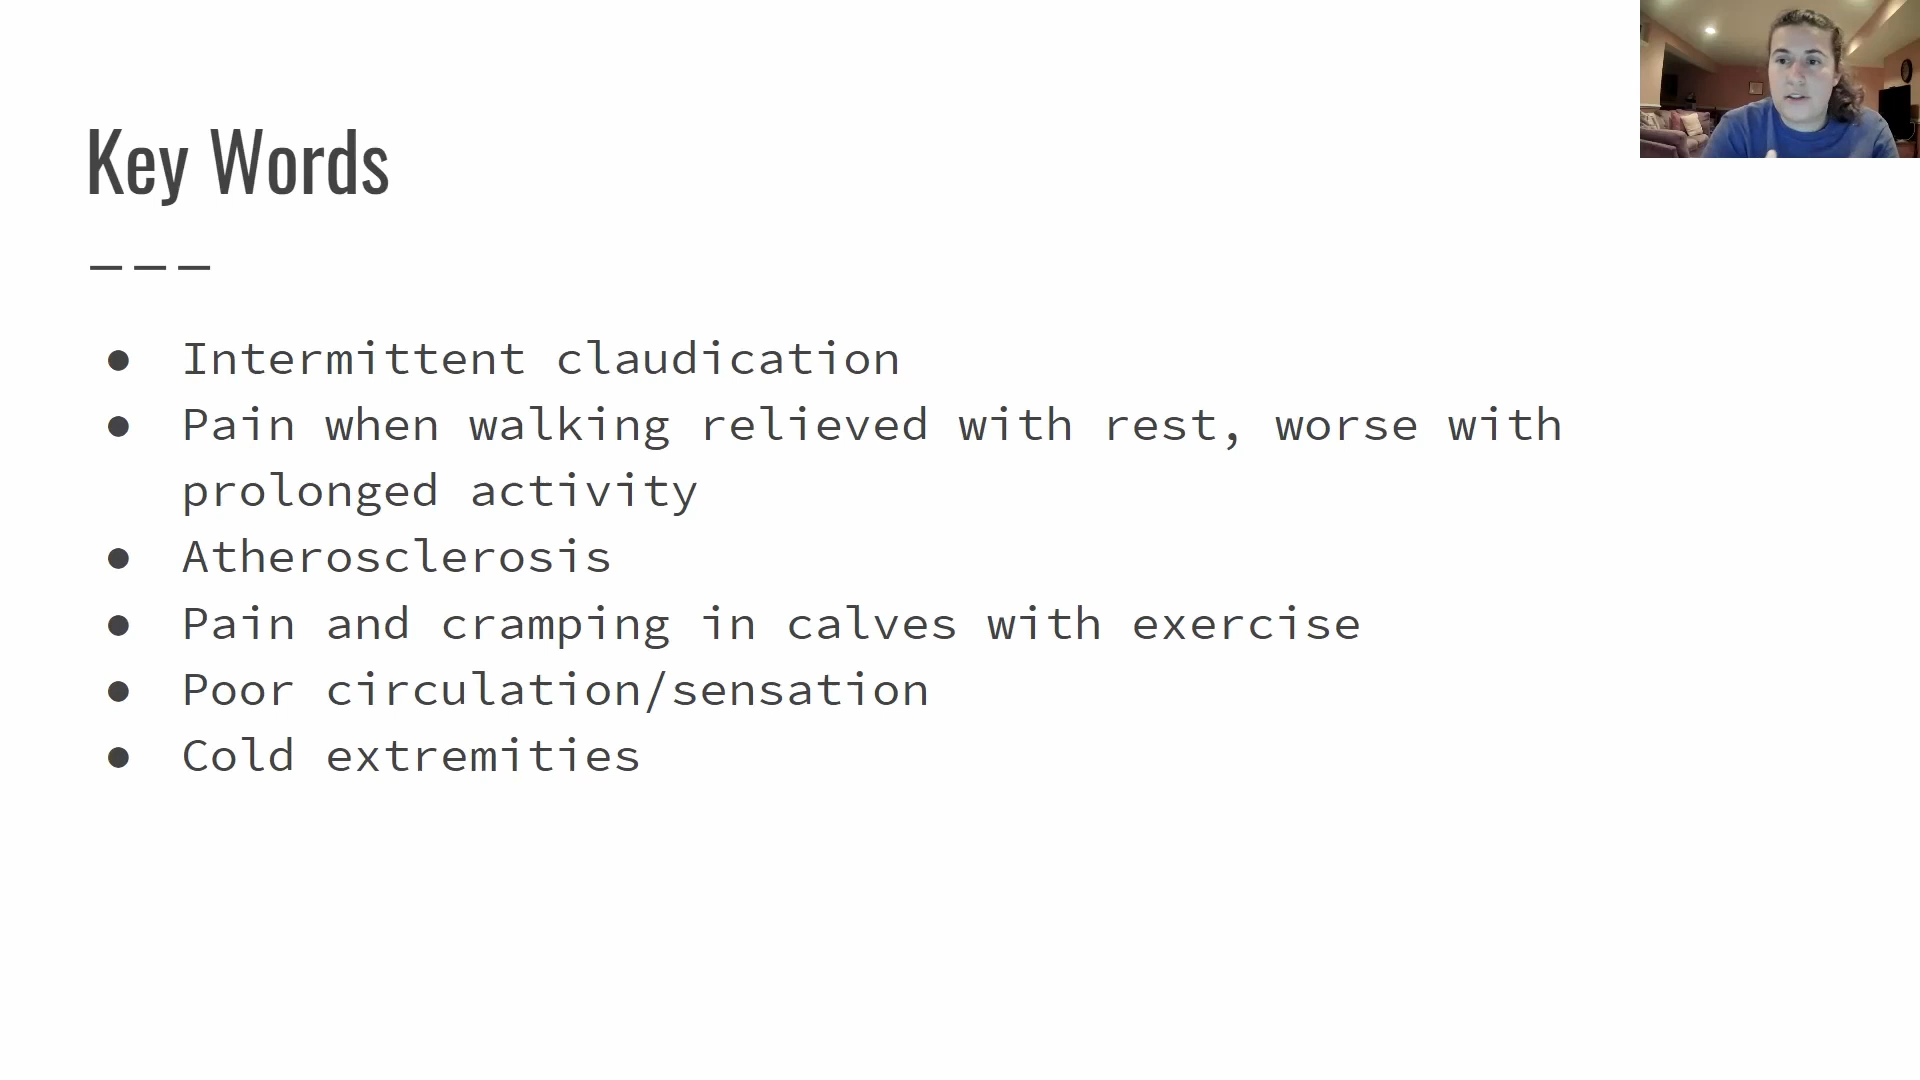 Key Words
● Intermittent claudication
● Pain when walking relieved with rest, worse with
prolonged activity
● Atherosclerosis
● Pain and cramping in calves with exercise
● Poor circulation/sensation
● Cold extremities